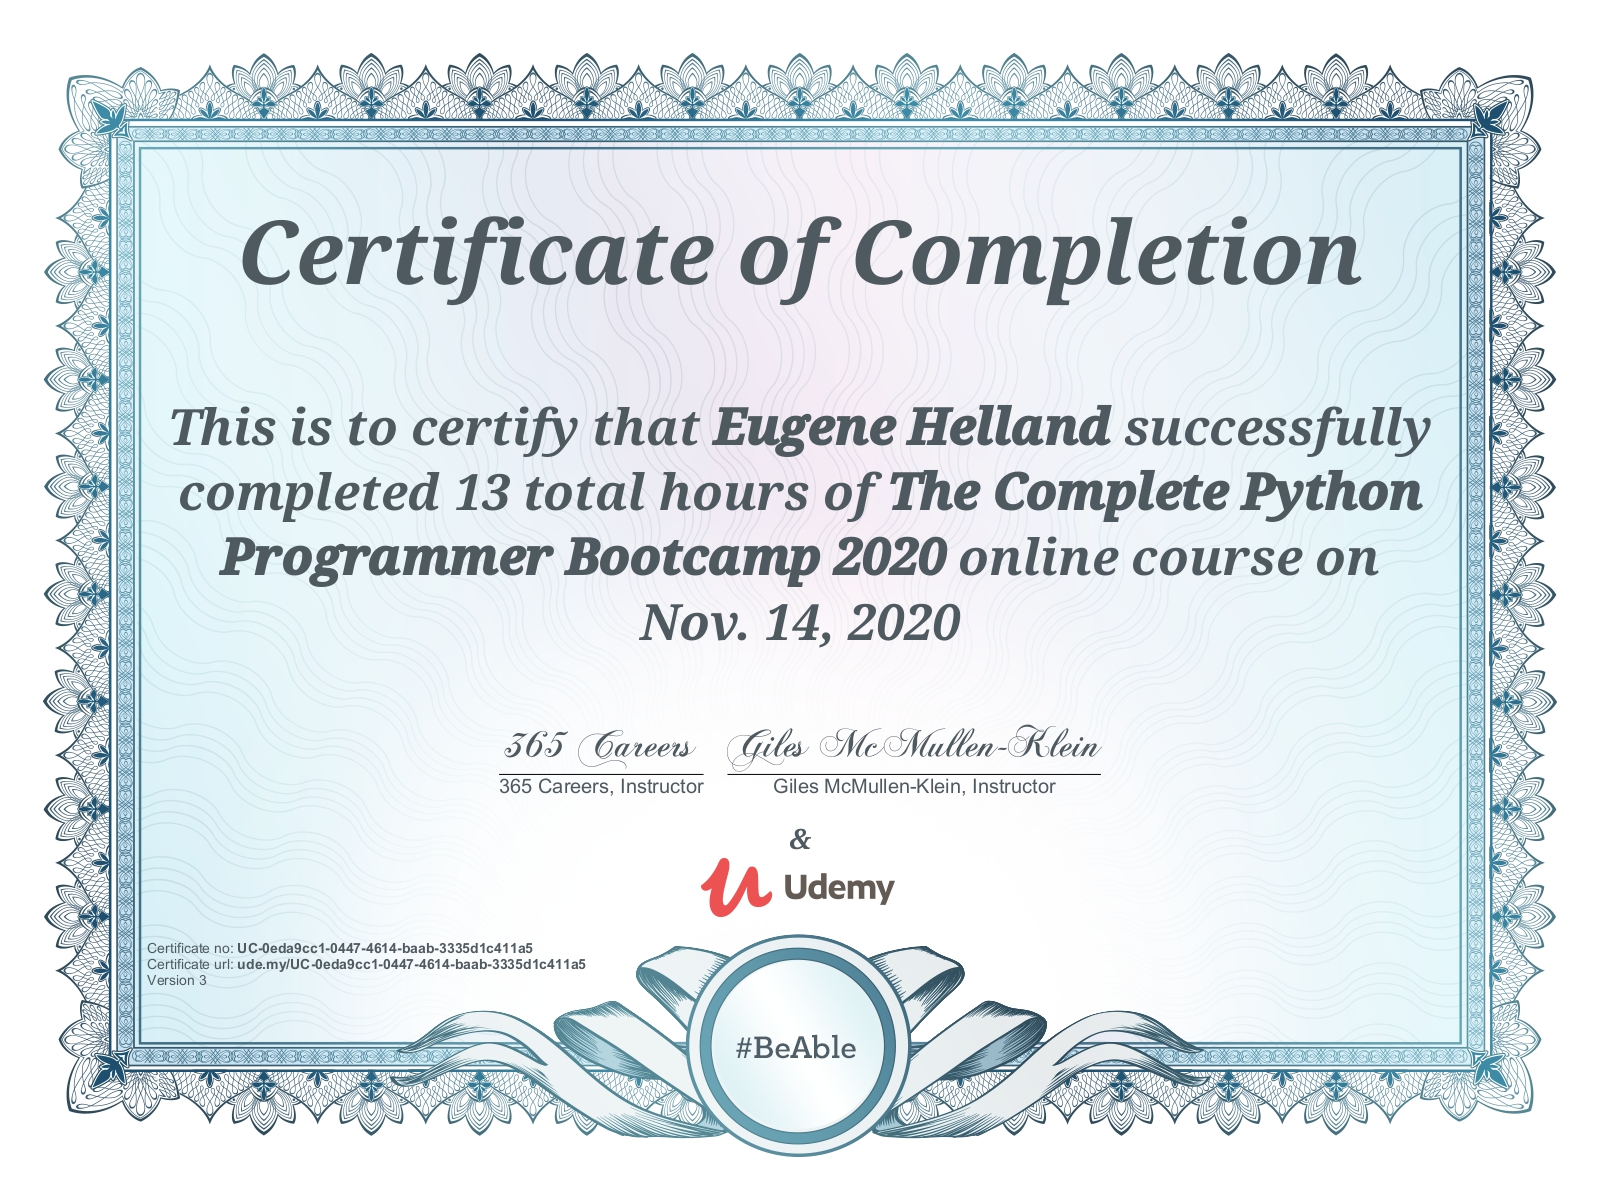 Certificate of Completion
This is to certify that Eugene Helland successfully
completed 13 total hours of The Complete Python
Programmer Bootcamp 2020 online course on
Nov. 14, 2020
365 Careers Giles McMullen-Klein
365 Careers, Instructor Giles McMullen-Klein, Instructor
&
Udemy
Certificate no: UC-0eda9cc1-0447-4614-baab-3335d1c411a5
Certificate url: ude.my/UC-0eda9cc1-0447-4614-baab-3335d1c411a5
Version 3
#BeAble